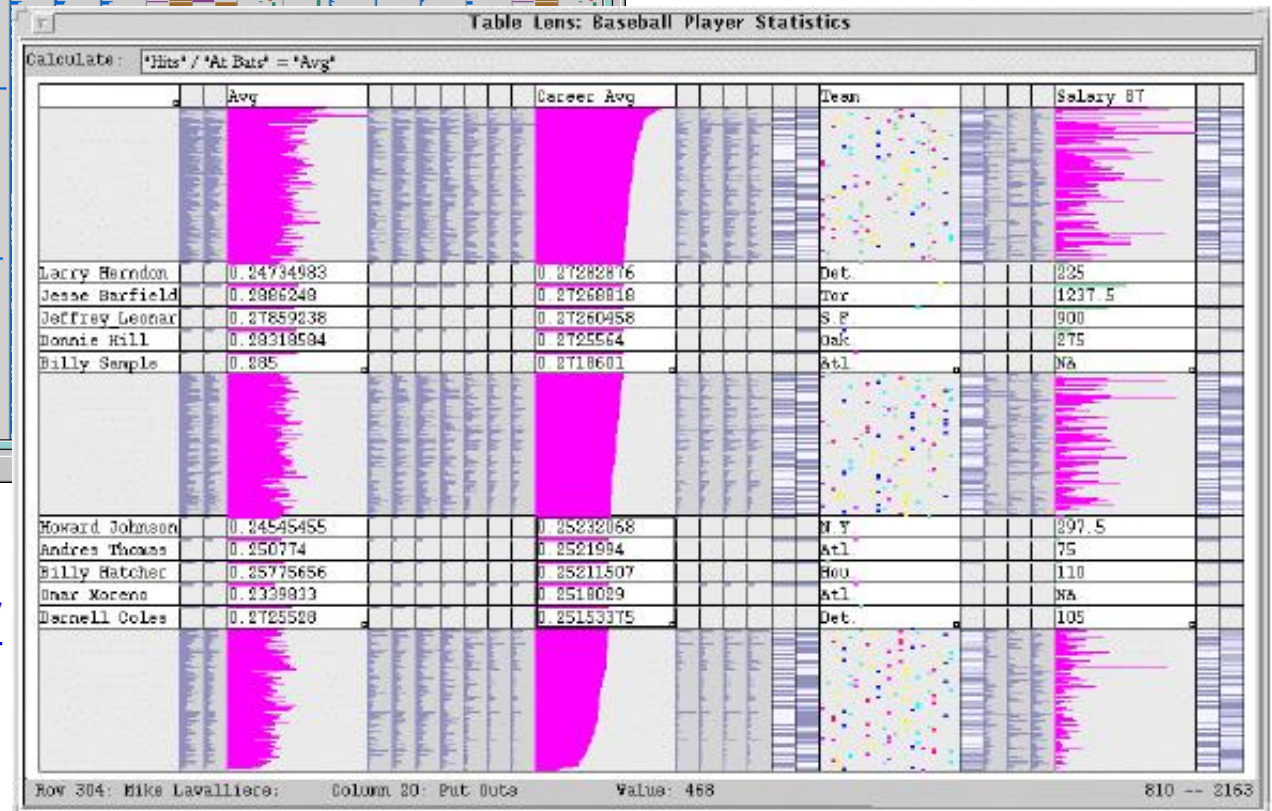 Table Lens: Baseball Player Statistics
Calculate: "Hits" / "At Bats" = "Avg"
Avg Career Avg Team Salary 87
Larry Herndon 0.24734983 0.27282876 Det. 225
Jesse Barfield 0.2886248 0.27268818 Tor. 1237.5
Jeffrey Leonar 0.27859238 0.27260458 S.F. 900
Donnie Hill 0.28318584 0.2725564 Oak. 275
Billy Sample 0.285 0.2718601 Atl. NA
Howard Johnson 0.24545455 0.25232068 N.Y. 297.5
Andres Thomas 0.250774 0.2521994 Atl. 75
Billy Hatcher 0.25775656 0.25211507 Hou. 110
Omar Moreno 0.2339833 0.2518029 Atl. NA
Darnell Coles 0.2725528 0.25153375 Det. 105
Row 304: Mike Lavalliere: Column 20: Put Outs Value: 468 810 -- 2163